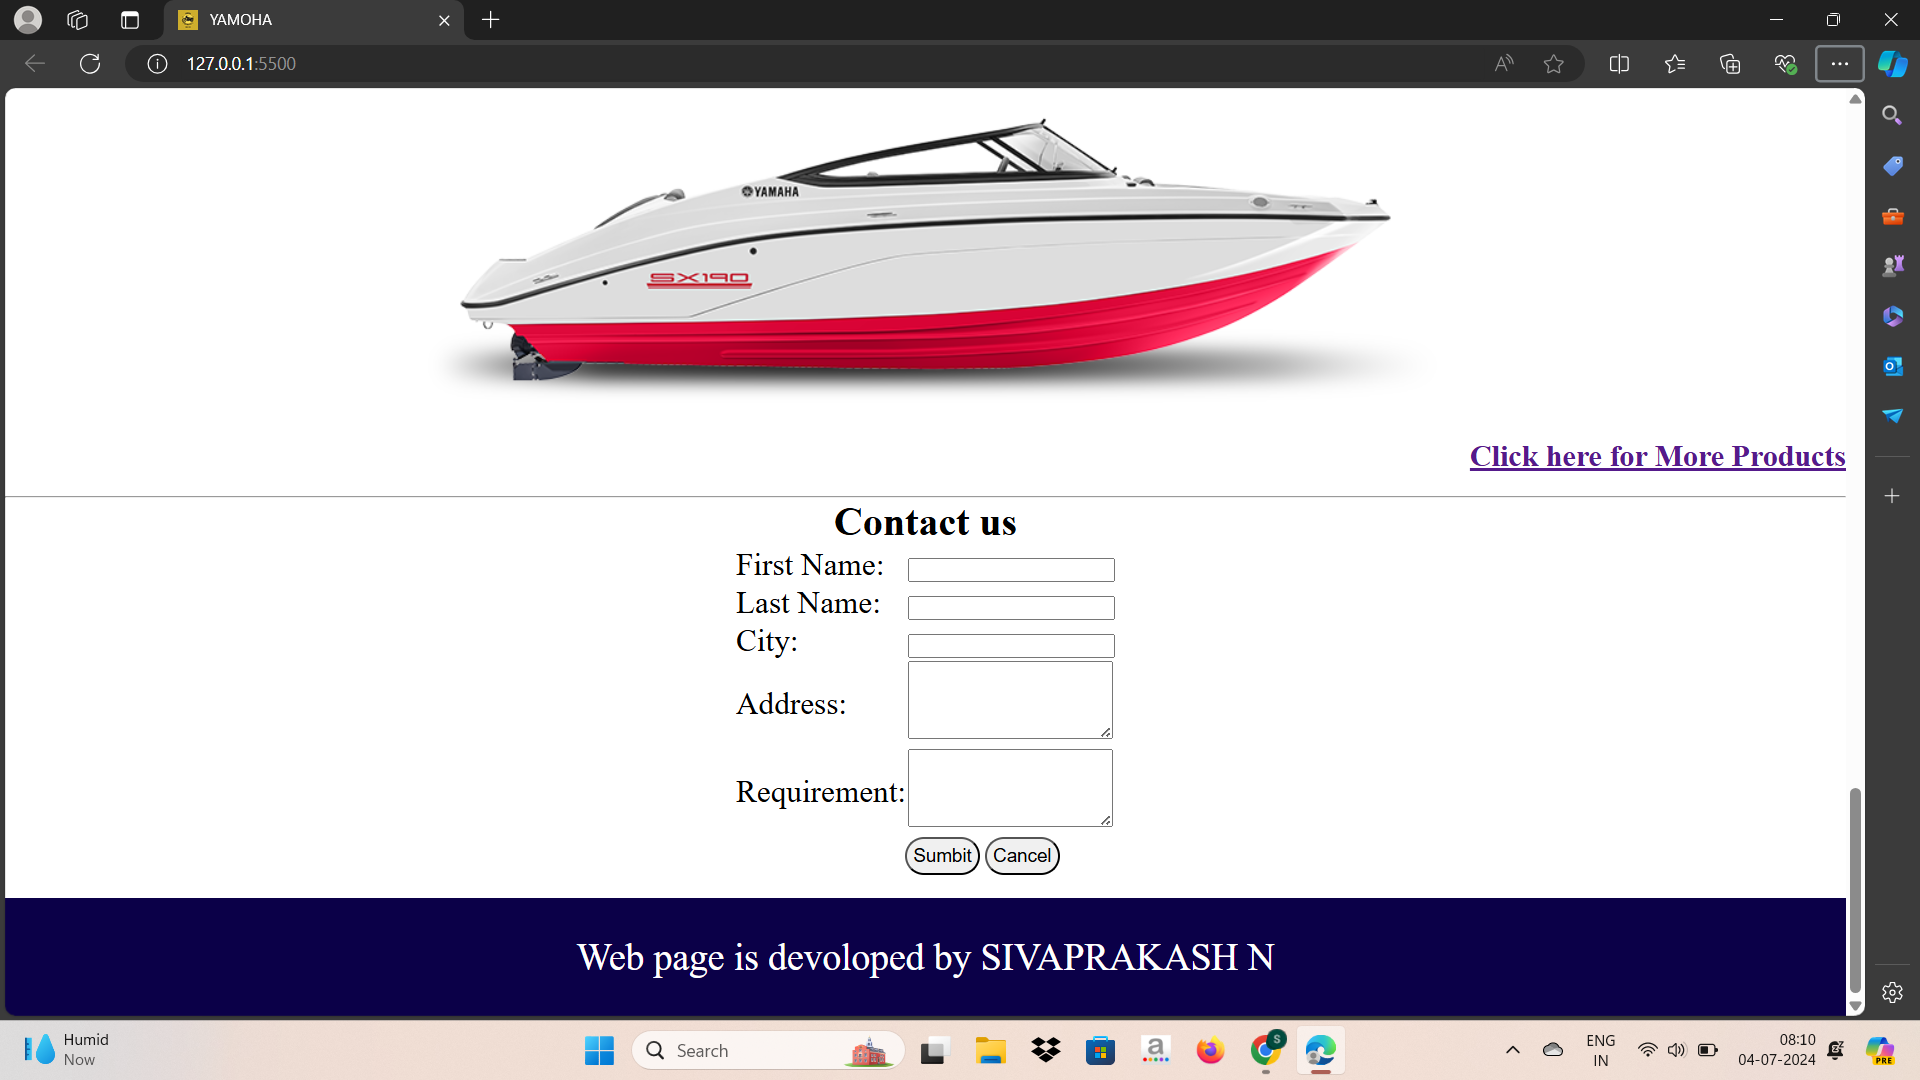 YAMOHA
127.0.0.1:5500
YAMAHA
SX190
Click here for More Products
Contact us
First Name:
Last Name:
City:
Address:
Requirement:
Sumbit Cancel
Web page is devoloped by SIVAPRAKASH N
Humid
Now
Search
ENG
IN
08:10
04-07-2024
PRE